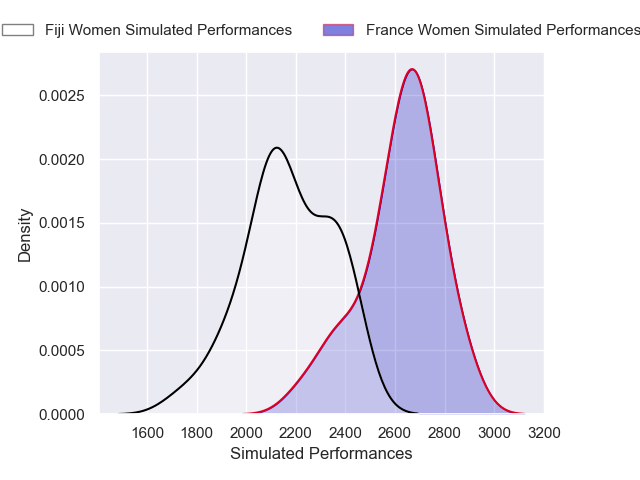 Fiji Women Simulated Performances
France Women Simulated Performances
0.0025
0.0020
0.0015
0.0010
0.0005
0.0000
Density
1600 1800 2000 2200 2400 2600 2800 3000 3200
Simulated Performances